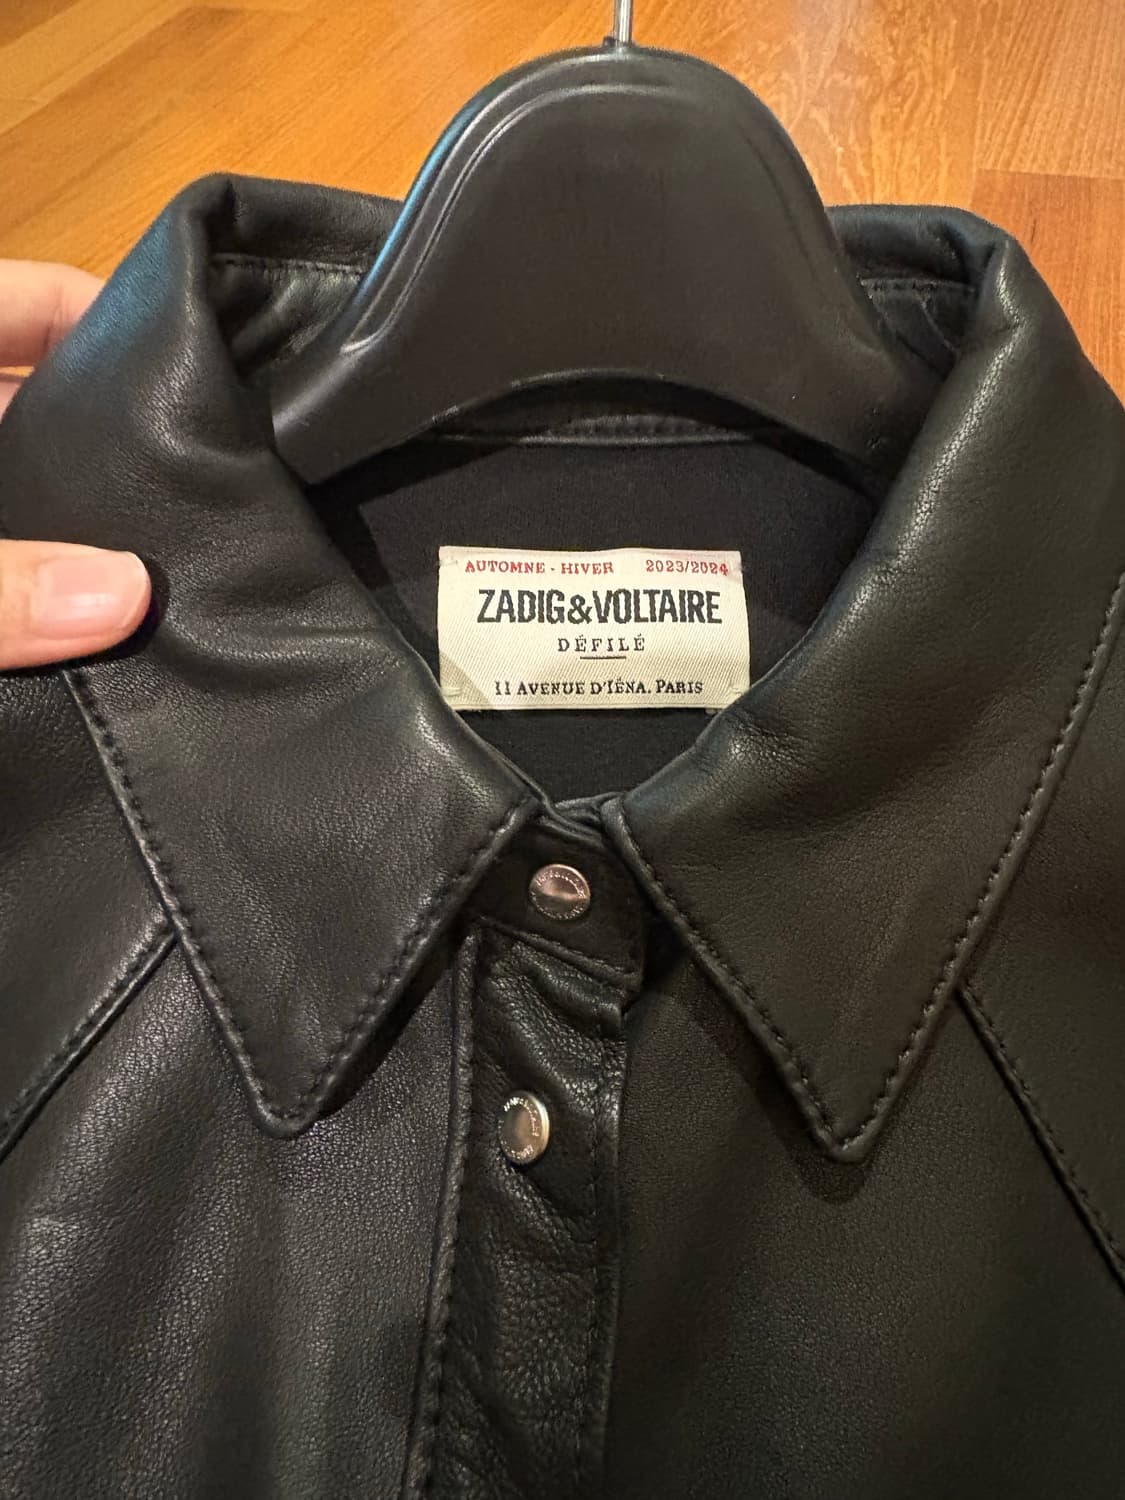 AUTOMNE - HIVER 2023/2024
ZADIG&VOLTAIRE
DÉFILÉ
11 AVENUE D'IÉNA. PARIS